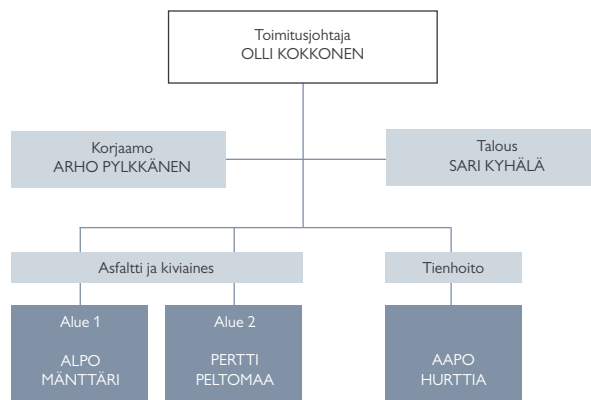 Toimitusjohtaja
OLLI KOKKONEN
Korjaamo
ARHO PYLKKÄNEN
Talous
SARI KYHÄLÄ
Asfaltti ja kiviaines
Tienhoito
Alue 1
ALPO
MÄNTTÄRI
Alue 2
PERTTI
PELTOMAA
AAPO
HURTTIA